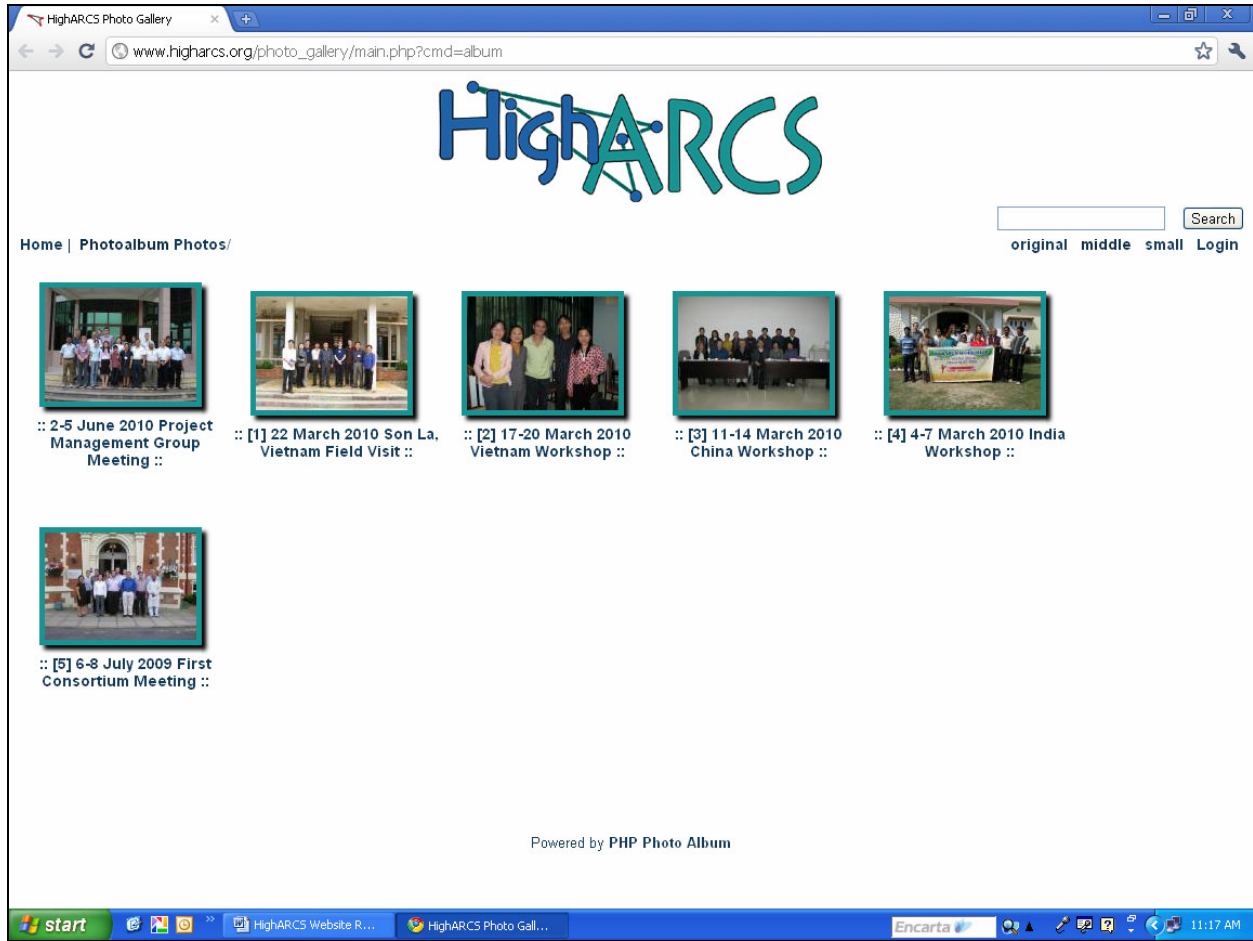 HighARCS Photo Gallery
www.higharcs.org/photo_gallery/main.php?cmd=album
HighARCS
Search
Home | Photoalbum Photos/
original middle small Login
:: 2-5 June 2010 Project
Management Group
Meeting ::
:: [1] 22 March 2010 Son La,
Vietnam Field Visit ::
:: [2] 17-20 March 2010
Vietnam Workshop ::
:: [3] 11-14 March 2010
China Workshop ::
:: [4] 4-7 March 2010 India
Workshop ::
:: [5] 6-8 July 2009 First
Consortium Meeting ::
Powered by PHP Photo Album
start
HighARCS Website R...
HighARCS Photo Gall...
Encarta
11:17 AM